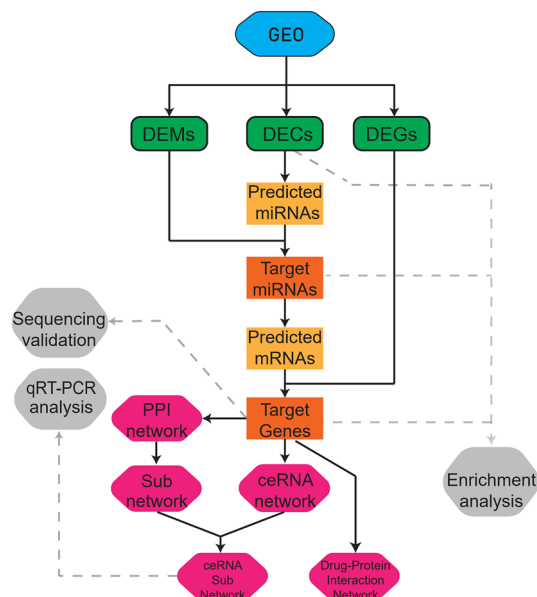 GEO
DEMs
DECs
DEGs
Predicted
miRNAs
Target
miRNAs
Sequencing
validation
Predicted
mRNAs
qRT-PCR
analysis
PPI
network
Target
Genes
Sub
network
ceRNA
network
Enrichment
analysis
ceRNA
Sub
Network
Drug-Protein
Interaction
Network